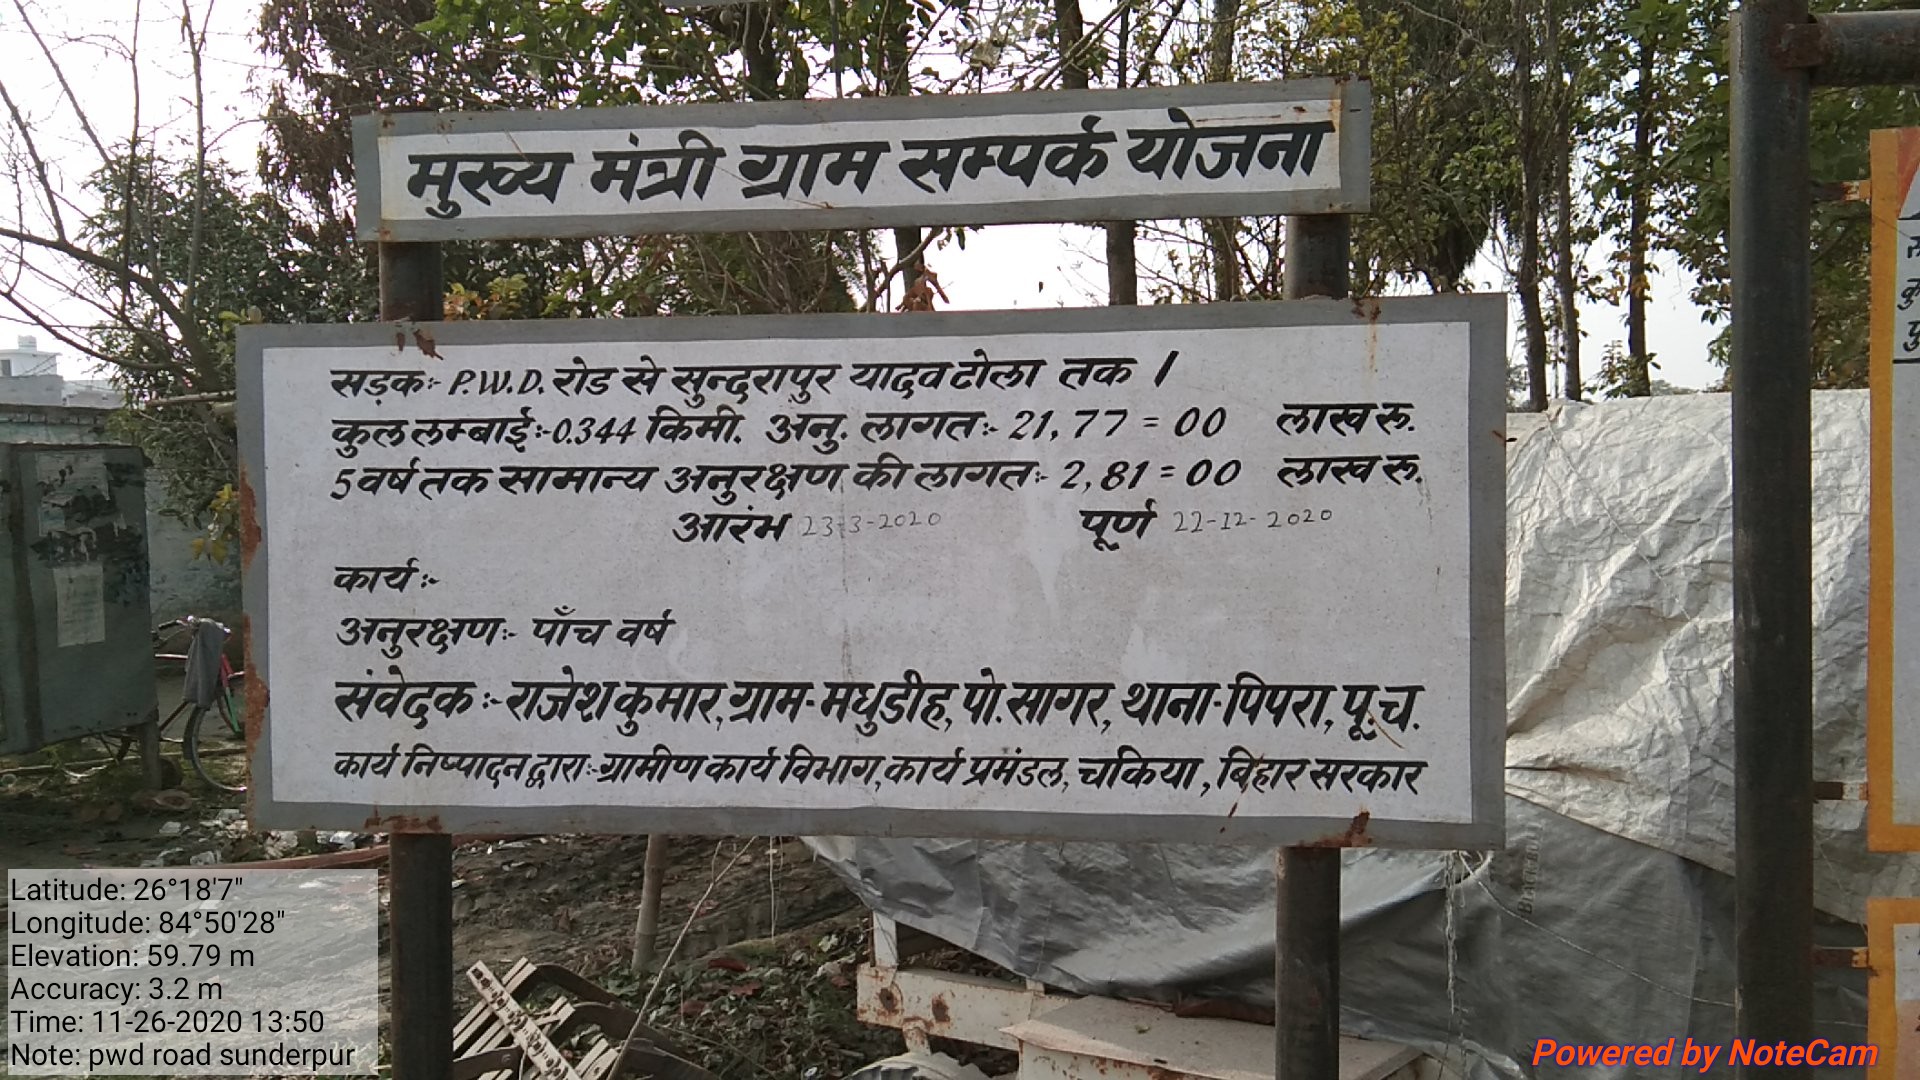 मुख्य मंत्री ग्राम सम्पर्क योजना
सड़क:- P.W.D. रोड से सुन्दरापुर यादव टोला तक ।
कुल लम्बाई:-0.344 किमी. अनु. लागत:- 21,77=00 लाख रू.
5 वर्ष तक सामान्य अनुरक्षण की लागत:- 2,81=00 लाख रू.
आरंभ 23-3-2020 पूर्ण 22-12-2020
कार्य:-
अनुरक्षण:- पाँच वर्ष
संवेदक:- राजेश कुमार, ग्राम-मधुडीह, पो.सागर, थाना-पिपरा, पू.च.
कार्य निष्पादन द्वारा:-ग्रामीण कार्य विभाग, कार्य प्रमंडल, चकिया, बिहार सरकार
Latitude: 26°18'7"
Longitude: 84°50'28"
Elevation: 59.79 m
Accuracy: 3.2 m
Time: 11-26-2020 13:50
Note: pwd road sunderpur
Powered by NoteCam